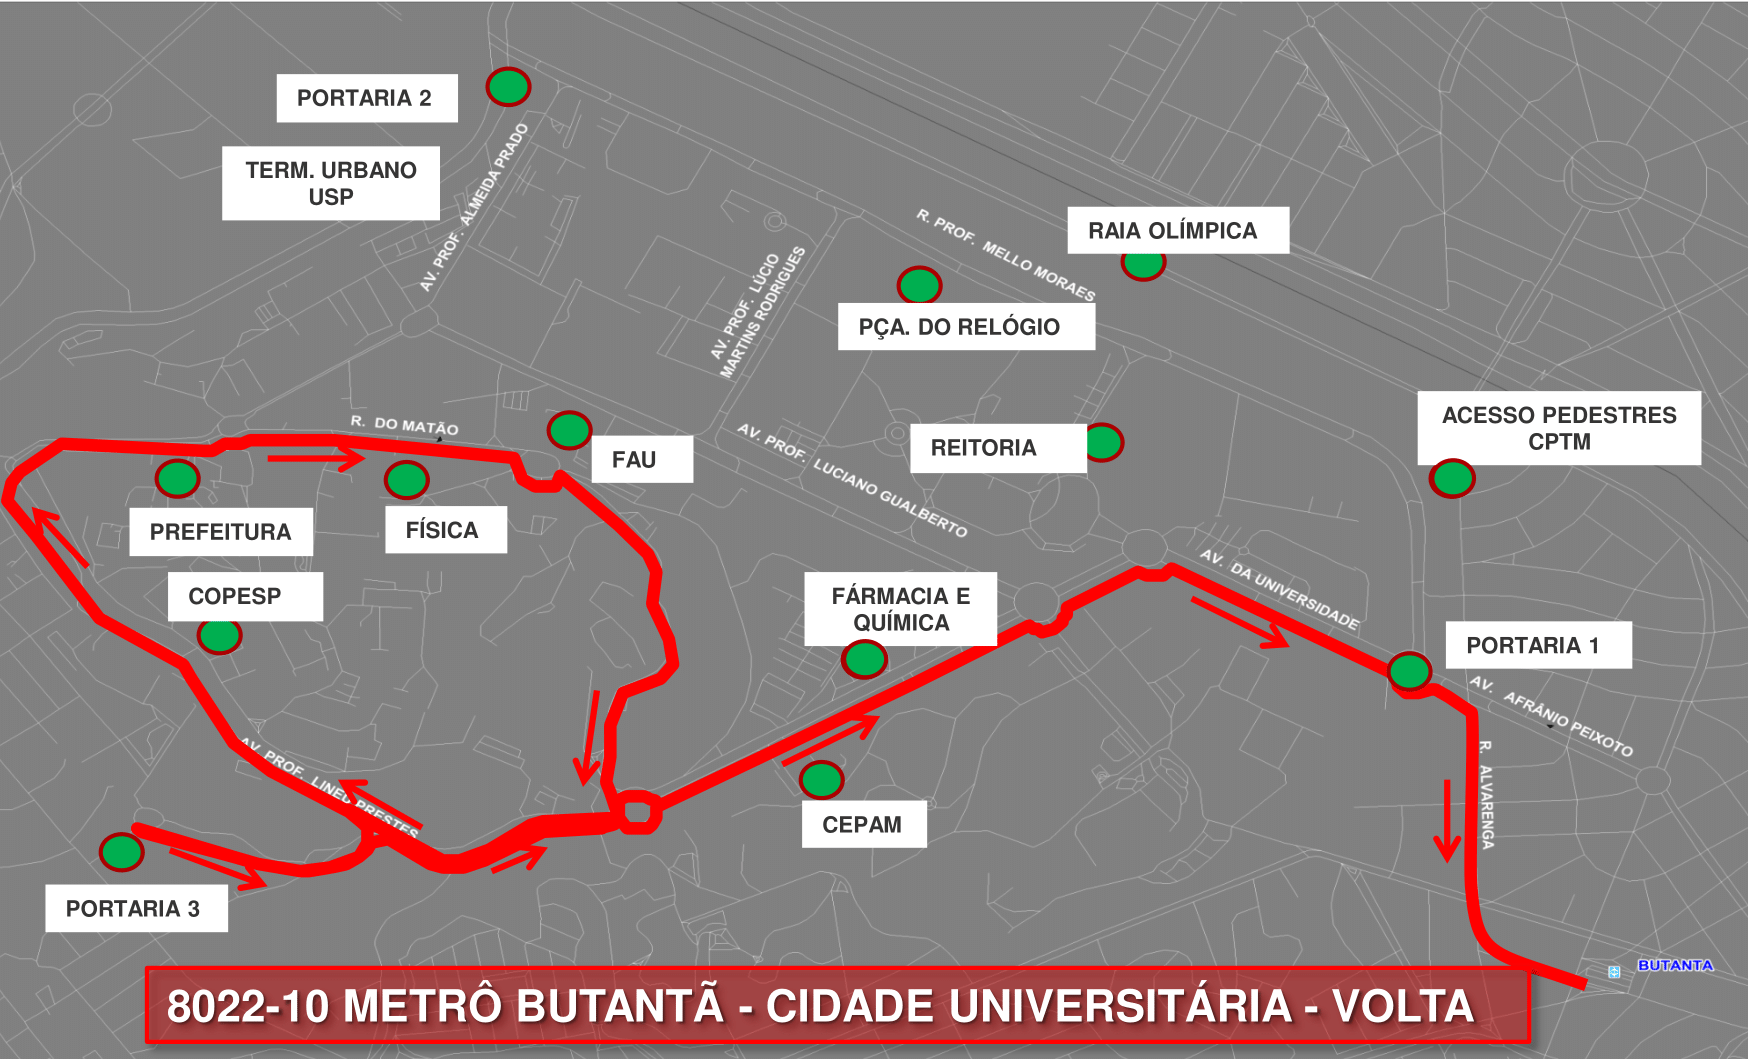 PORTARIA 2
TERM. URBANO
USP
AV. PROF. ALMEIDA PRADO
R. PROF. MELLO MORAES
RAIA OLÍMPICA
AV. PROF. LÚCIO
MARTINS RODRIGUES
PÇA. DO RELÓGIO
ACESSO PEDESTRES
CPTM
R. DO MATÃO
FAU
AV. PROF. LUCIANO GUALBERTO
REITORIA
PREFEITURA
FÍSICA
COPESP
FÁRMACIA E
QUÍMICA
AV. DA UNIVERSIDADE
PORTARIA 1
AV. AFRÂNIO PEIXOTO
R. ALVARENGA
AV. PROF. LINEU PRESTES
CEPAM
PORTARIA 3
BUTANTA
8022-10 METRÔ BUTANTÃ - CIDADE UNIVERSITÁRIA - VOLTA